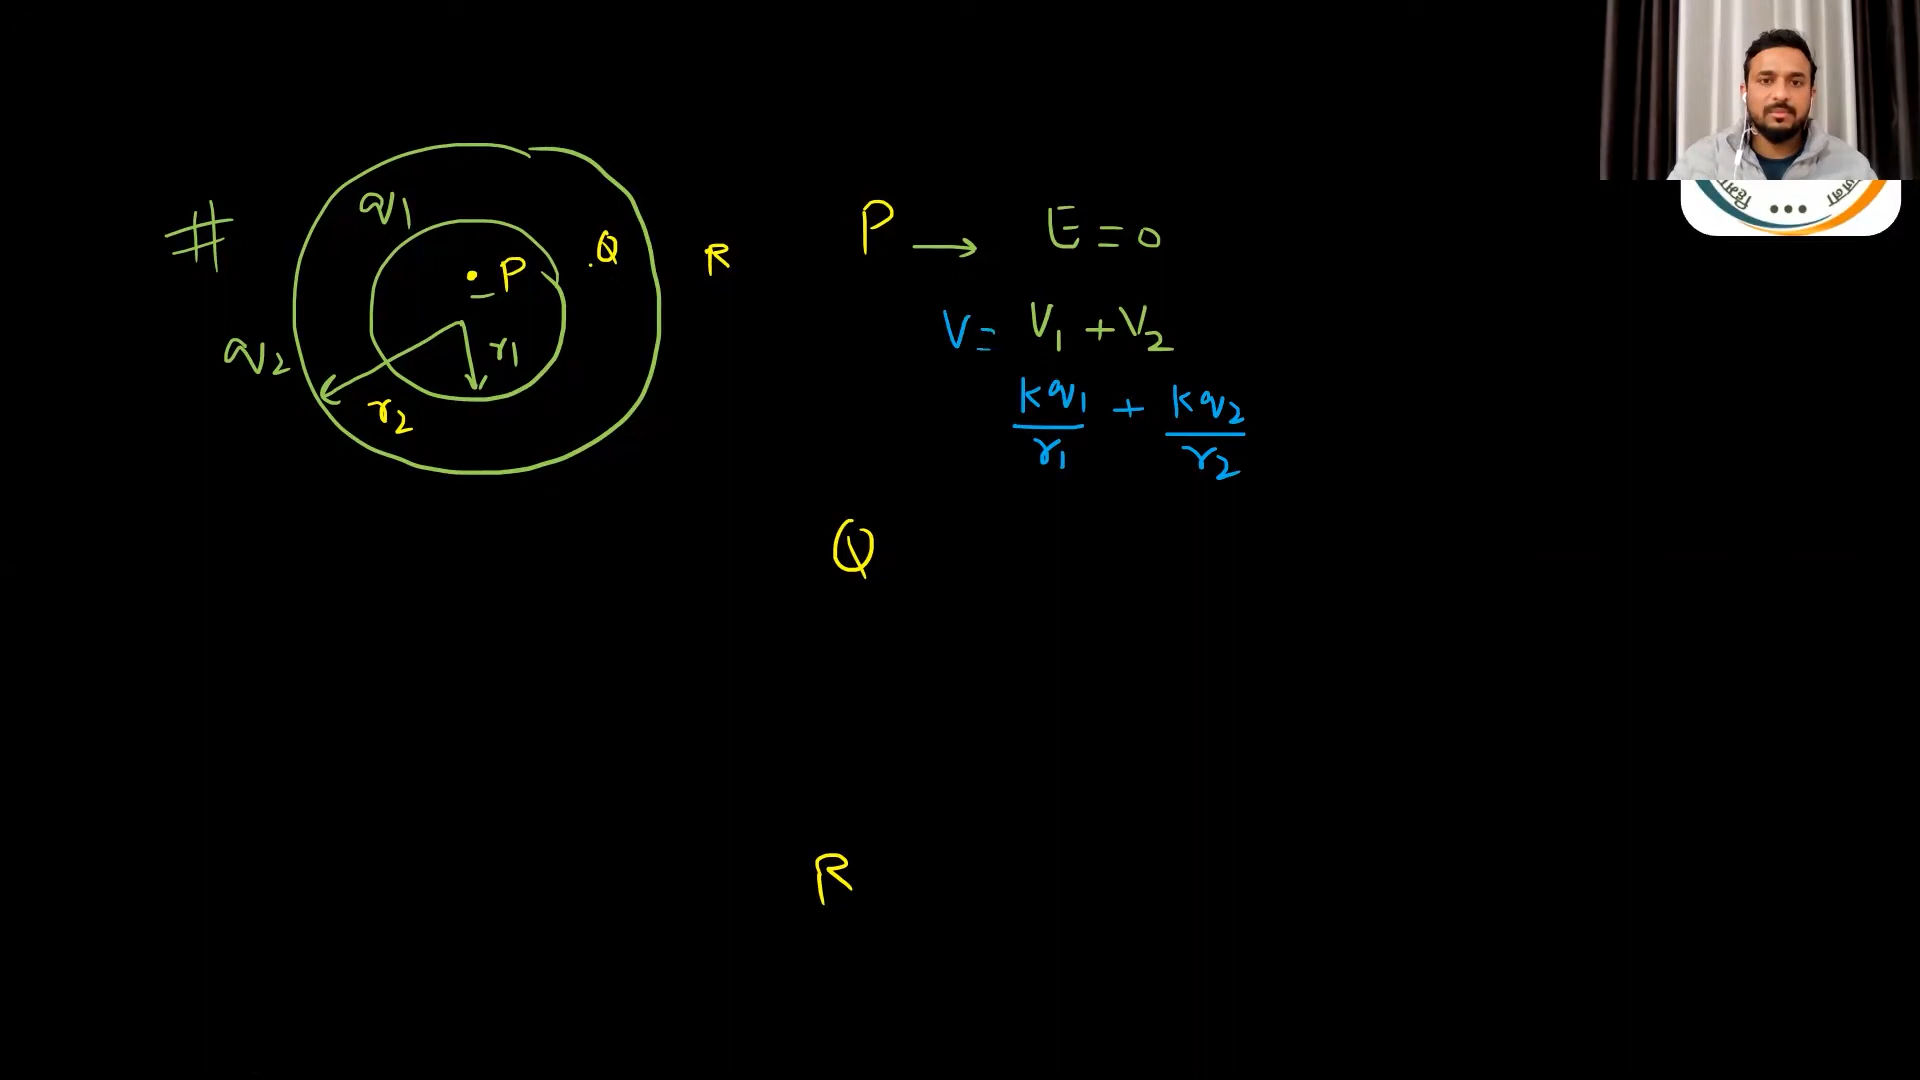 #
q1
P
Q
R
q2
r1
r2
P → E = 0
V = V1 + V2
kq1/r1 + kq2/r2
Q
R